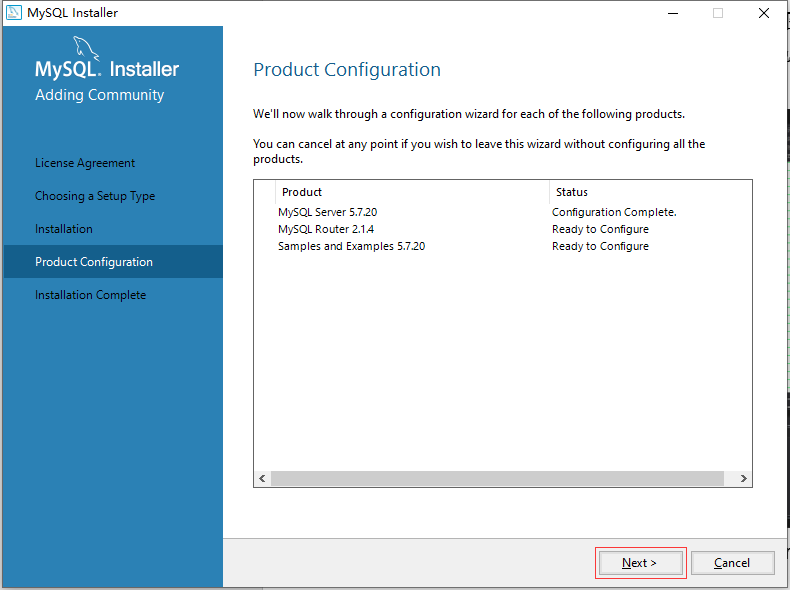 MySQL Installer
MySQL. Installer
Adding Community
License Agreement
Choosing a Setup Type
Installation
Product Configuration
Installation Complete
Product Configuration
We'll now walk through a configuration wizard for each of the following products.
You can cancel at any point if you wish to leave this wizard without configuring all the
products.
Product Status
MySQL Server 5.7.20 Configuration Complete.
MySQL Router 2.1.4 Ready to Configure
Samples and Examples 5.7.20 Ready to Configure
Next > Cancel